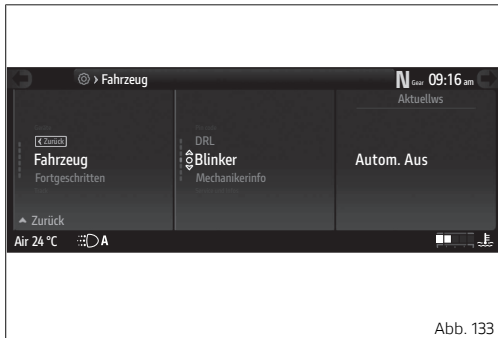 › Fahrzeug
N Gear 09:16 am
Aktuellws
Zurück
Fahrzeug
Fortgeschritten
DRL
Blinker
Mechanikerinfo
Autom. Aus
Zurück
Air 24 °C A
Abb. 133